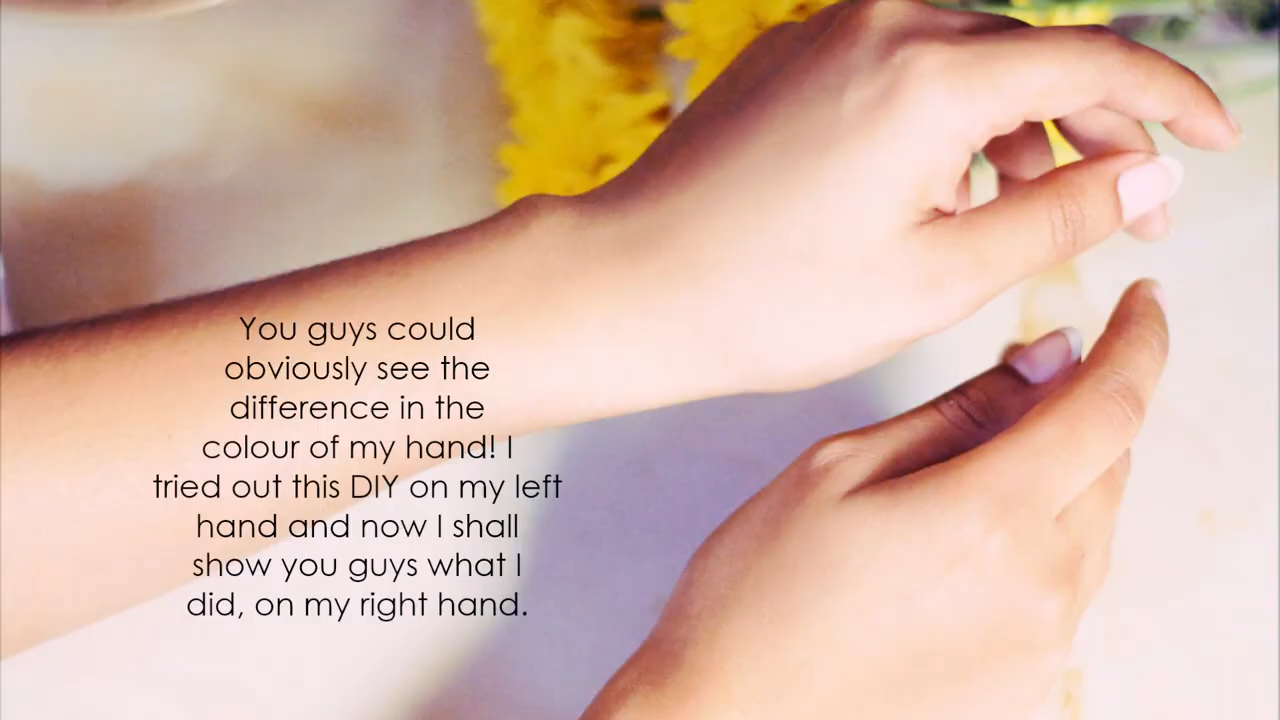 You guys could
obviously see the
difference in the
colour of my hand! I
tried out this DIY on my left
hand and now I shall
show you guys what I
did, on my right hand.